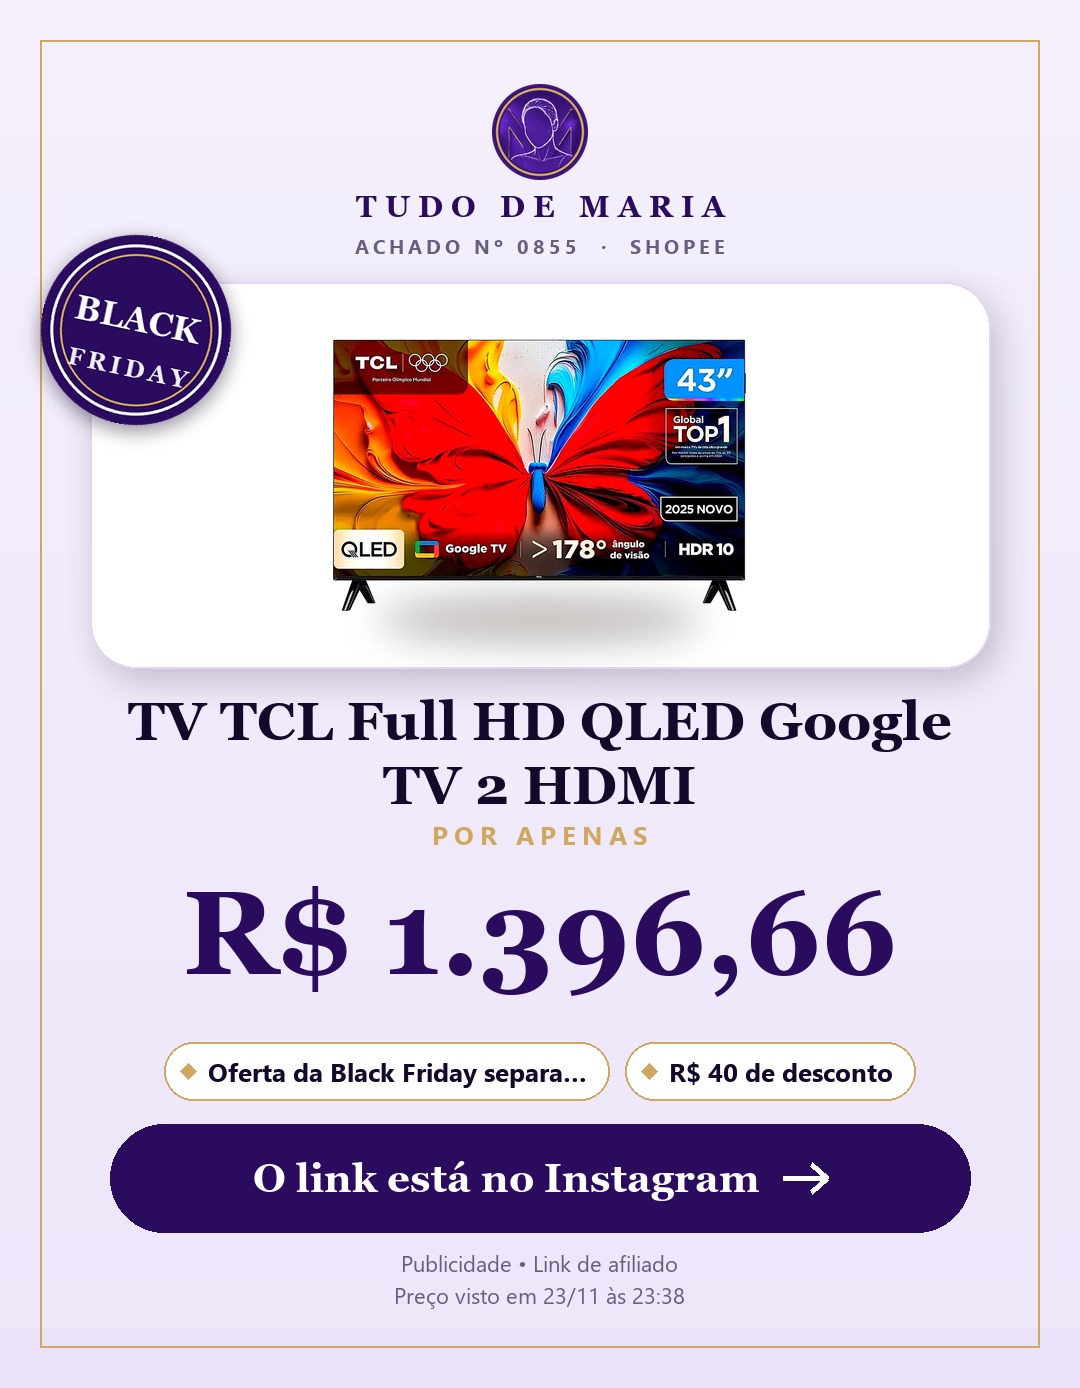 TUDO DE MARIA
ACHADO Nº 0855 · SHOPEE
BLACK
FRIDAY
TCL
Parceiro Olímpico Mundial
43”
Global
TOP1
2025 NOVO
QLED
Google TV
>178º ângulo
de visão
HDR 10
TV TCL Full HD QLED Google
TV 2 HDMI
POR APENAS
R$ 1.396,66
Oferta da Black Friday separa...
R$ 40 de desconto
O link está no Instagram →
Publicidade • Link de afiliado
Preço visto em 23/11 às 23:38